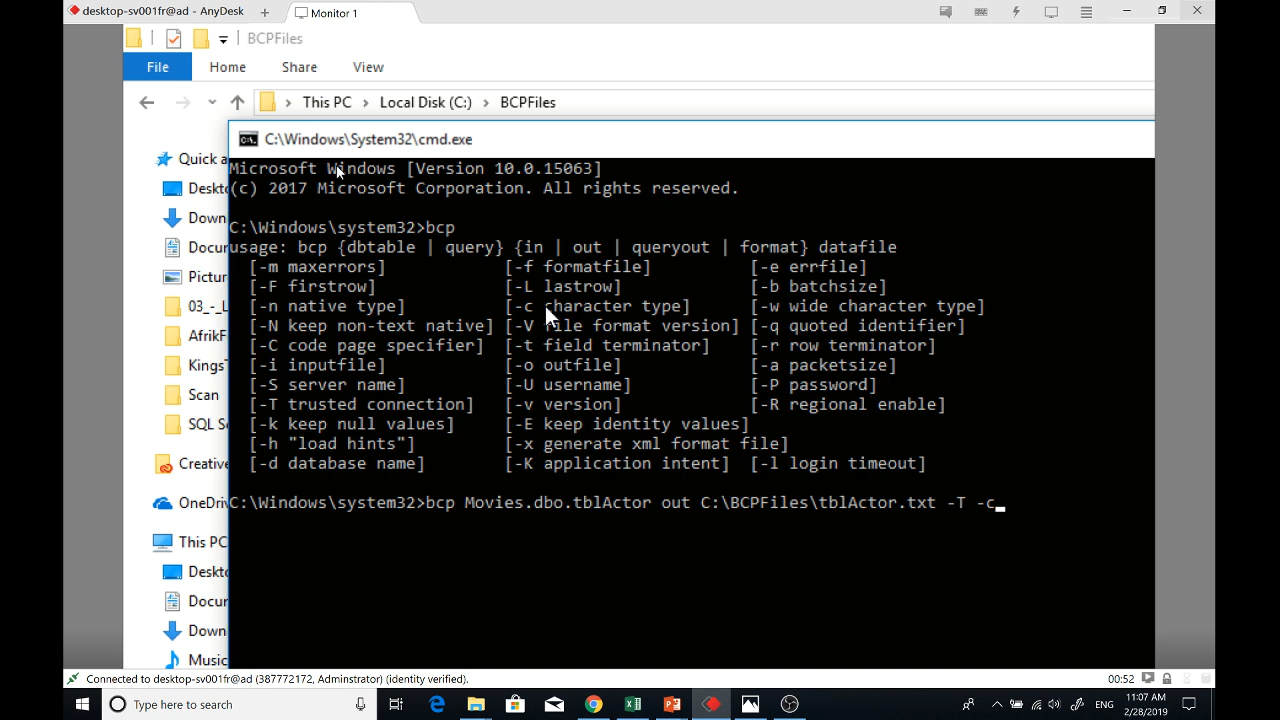 desktop-sv001fr@ad - AnyDesk
Monitor 1
BCPFiles
File Home Share View
This PC Local Disk (C:) BCPFiles
C:\Windows\System32\cmd.exe
Quick a
Deskt
Down
Docur
Pictur
03_-_L
AfrikF
KingsT
Scan
SQL Se
Creative
OneDriv
This PC
Deskt
Docur
Down
Music
Microsoft Windows [Version 10.0.15063]
(c) 2017 Microsoft Corporation. All rights reserved.
C:\Windows\system32>bcp
usage: bcp {dbtable | query} {in | out | queryout | format} datafile
[-m maxerrors] [-f formatfile] [-e errfile]
[-F firstrow] [-L lastrow] [-b batchsize]
[-n native type] [-c character type] [-w wide character type]
[-N keep non-text native] [-V file format version] [-q quoted identifier]
[-C code page specifier] [-t field terminator] [-r row terminator]
[-i inputfile] [-o outfile] [-a packetsize]
[-S server name] [-U username] [-P password]
[-T trusted connection] [-v version] [-R regional enable]
[-k keep null values] [-E keep identity values]
[-h "load hints"] [-x generate xml format file]
[-d database name] [-K application intent] [-l login timeout]
C:\Windows\system32>bcp Movies.dbo.tblActor out C:\BCPFiles\tblActor.txt -T -c
Connected to desktop-sv001fr@ad (387772172, Adminstrator) (identity verified).
00:52
Type here to search
ENG
11:07 AM
2/28/2019